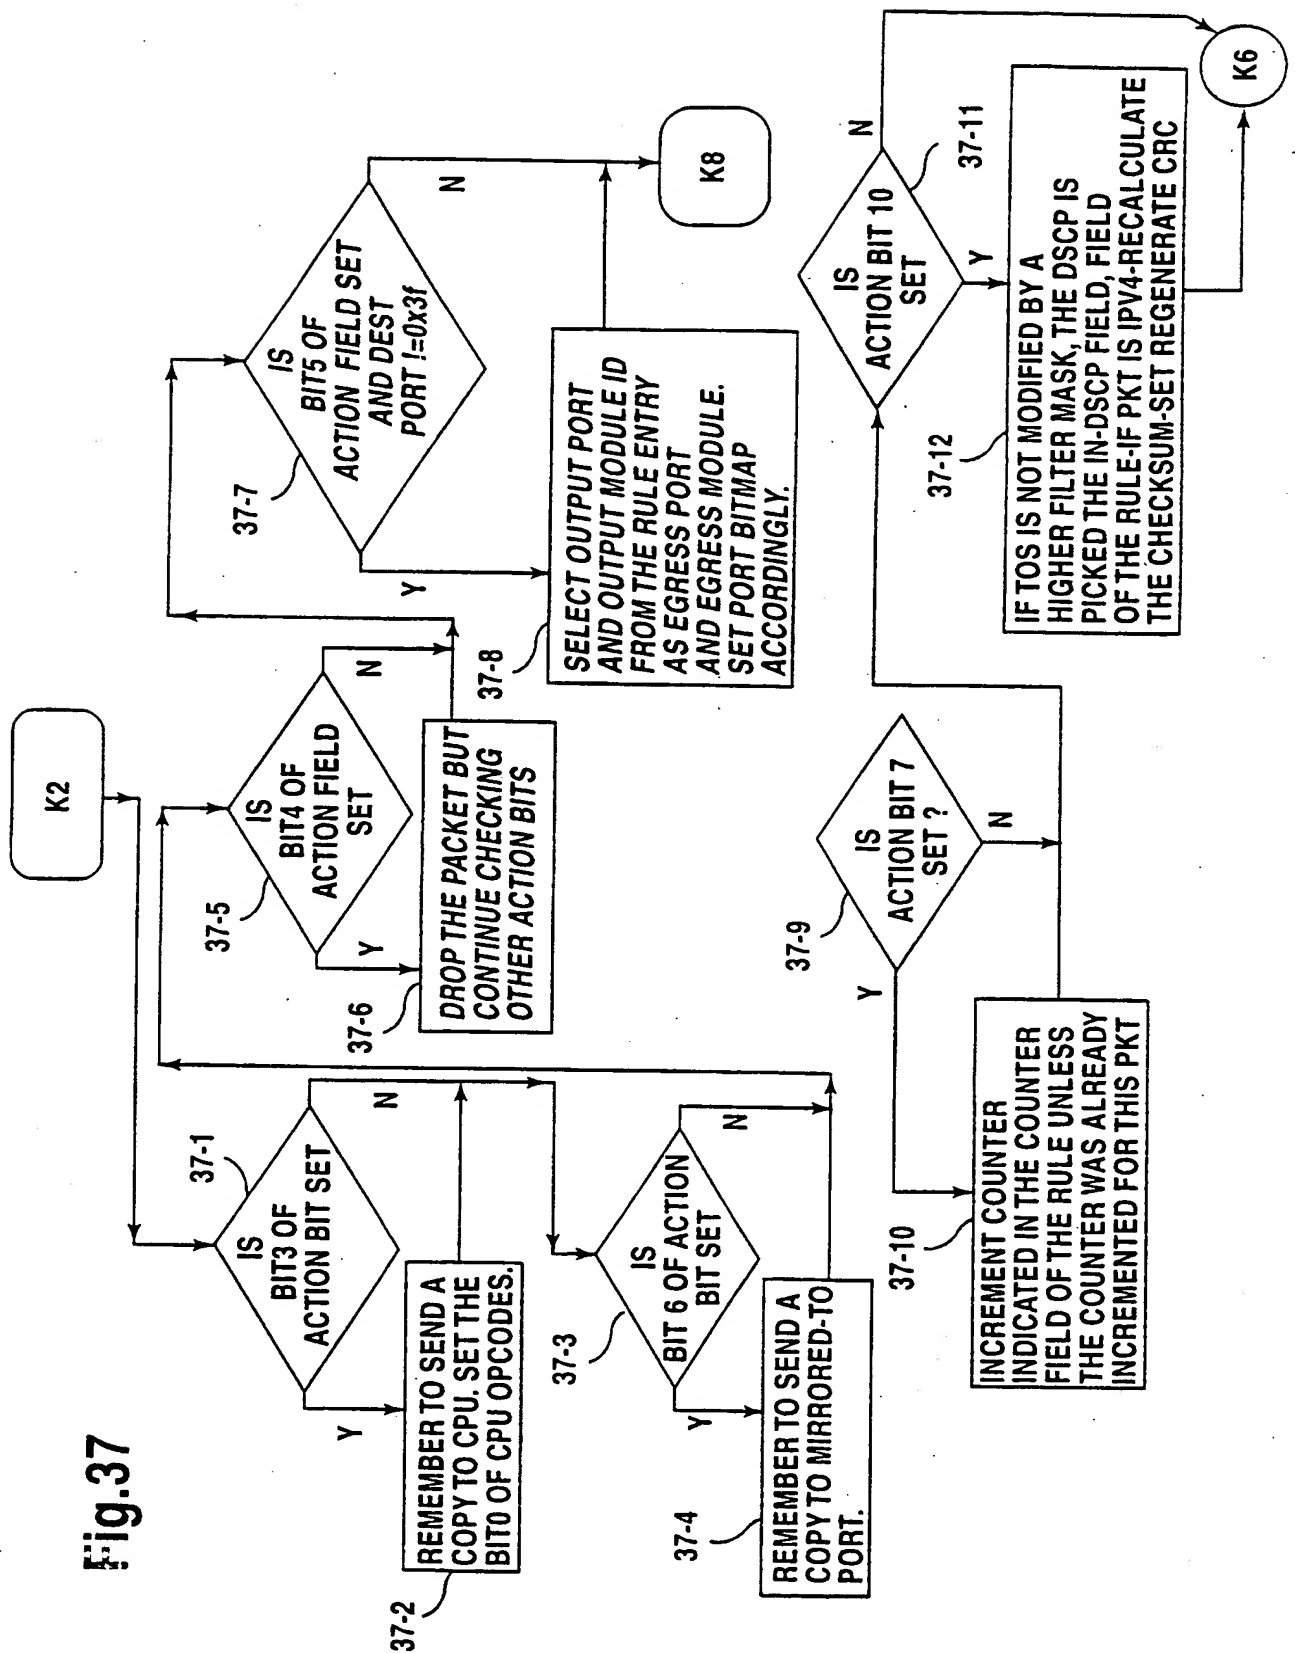 Fig.37
K2
37-1
IS
BIT3 OF
ACTION BIT SET
Y
N
37-2
REMEMBER TO SEND A
COPY TO CPU. SET THE
BIT0 OF CPU OPCODES.
37-3
IS
BIT 6 OF ACTION
BIT SET
Y
N
37-4
REMEMBER TO SEND A
COPY TO MIRRORED-TO
PORT.
37-5
IS
BIT4 OF
ACTION FIELD
SET
Y
N
37-6
DROP THE PACKET BUT
CONTINUE CHECKING
OTHER ACTION BITS
37-7
IS
BIT5 OF
ACTION FIELD SET
AND DEST
PORT !=0x3f
Y
N
37-8
SELECT OUTPUT PORT
AND OUTPUT MODULE ID
FROM THE RULE ENTRY
AS EGRESS PORT
AND EGRESS MODULE.
SET PORT BITMAP
ACCORDINGLY.
K8
37-9
IS
ACTION BIT 7
SET ?
Y
N
37-10
INCREMENT COUNTER
INDICATED IN THE COUNTER
FIELD OF THE RULE UNLESS
THE COUNTER WAS ALREADY
INCREMENTED FOR THIS PKT
37-11
IS
ACTION BIT 10
SET
Y
N
37-12
IF TOS IS NOT MODIFIED BY A
HIGHER FILTER MASK, THE DSCP IS
PICKED THE IN-DSCP FIELD, FIELD
OF THE RULE-IF PKT IS IPV4-RECALCULATE
THE CHECKSUM-SET REGENERATE CRC
K6